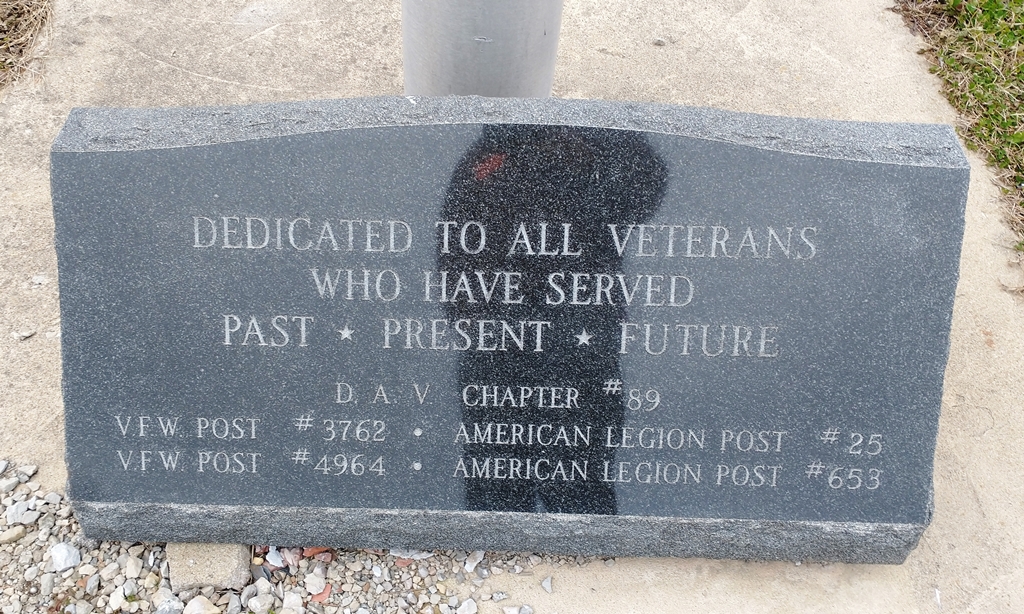 DEDICATED TO ALL VETERANS
WHO HAVE SERVED
PAST ★ PRESENT ★ FUTURE
D. A. V. CHAPTER #89
V.F.W. POST #3762 • AMERICAN LEGION POST #25
V.F.W. POST #4964 • AMERICAN LEGION POST #653